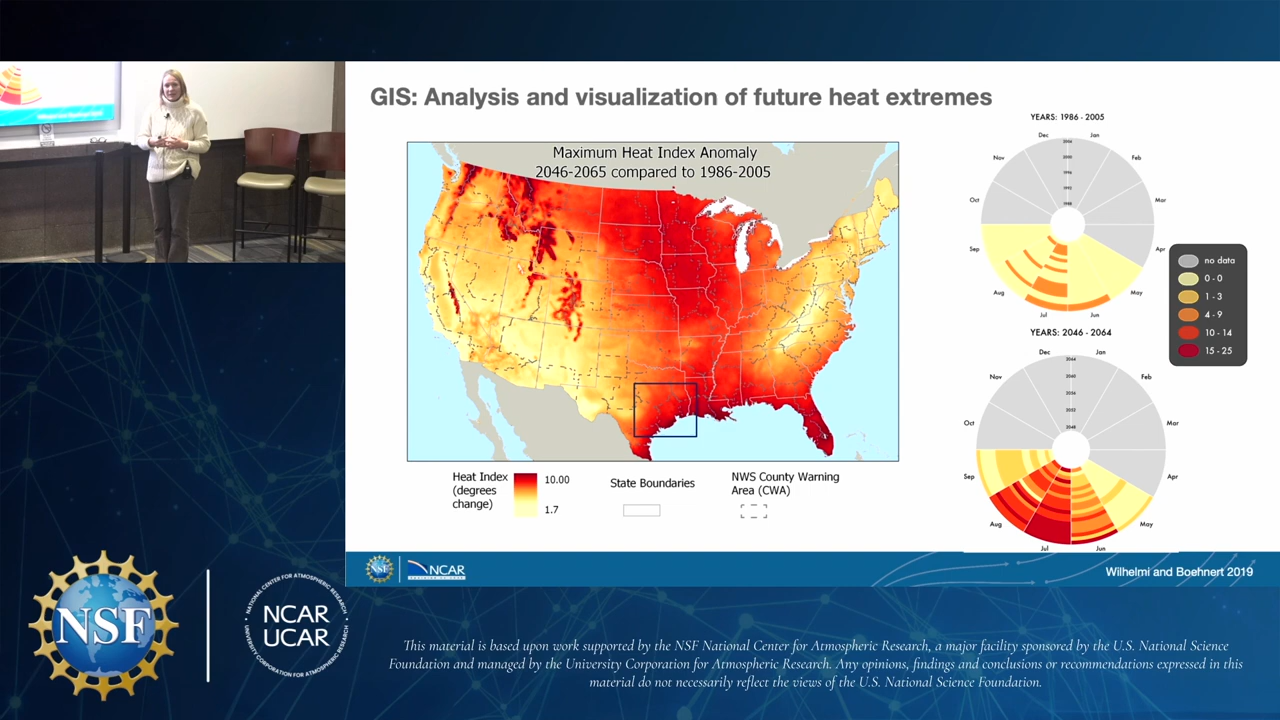 GIS: Analysis and visualization of future heat extremes
Maximum Heat Index Anomaly
2046-2065 compared to 1986-2005
Heat Index
(degrees
change)
10.00
1.7
State Boundaries
NWS County Warning
Area (CWA)
YEARS: 1986 - 2005
Dec
Jan
Nov
Feb
Oct
Mar
Sep
Apr
Aug
May
Jul
Jun
no data
0 - 0
1 - 3
4 - 9
10 - 14
15 - 25
YEARS: 2046 - 2064
Dec
Jan
Nov
Feb
Oct
Mar
Sep
Apr
Aug
May
Jul
Jun
NSF
NCAR
Wilhelmi and Boehnert 2019
NSF
NATIONAL CENTER FOR ATMOSPHERIC RESEARCH
NCAR
UCAR
UNIVERSITY CORPORATION FOR ATMOSPHERIC RESEARCH
This material is based upon work supported by the NSF National Center for Atmospheric Research, a major facility sponsored by the U.S. National Science
Foundation and managed by the University Corporation for Atmospheric Research. Any opinions, findings and conclusions or recommendations expressed in this
material do not necessarily reflect the views of the U.S. National Science Foundation.